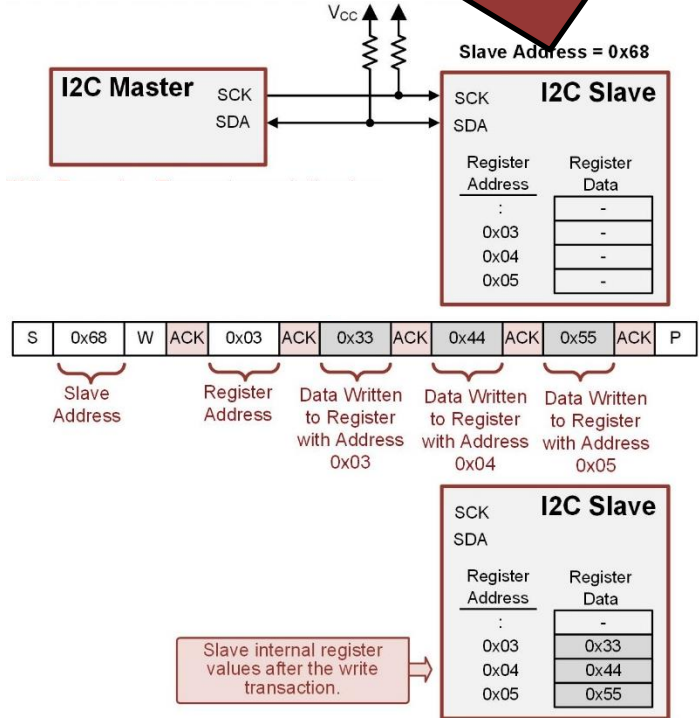 VCC
Slave Address = 0x68
I2C Master
SCK
SDA
I2C Slave
SCK
SDA
Register Address
Register Data
:
-
0x03
-
0x04
-
0x05
-
S 0x68 W ACK 0x03 ACK 0x33 ACK 0x44 ACK 0x55 ACK P
Slave
Address
Register
Address
Data Written
to Register
with Address
0x03
Data Written
to Register
with Address
0x04
Data Written
to Register
with Address
0x05
I2C Slave
SCK
SDA
Register Address
Register Data
:
-
0x03 0x33
0x04 0x44
0x05 0x55
Slave internal register
values after the write
transaction.